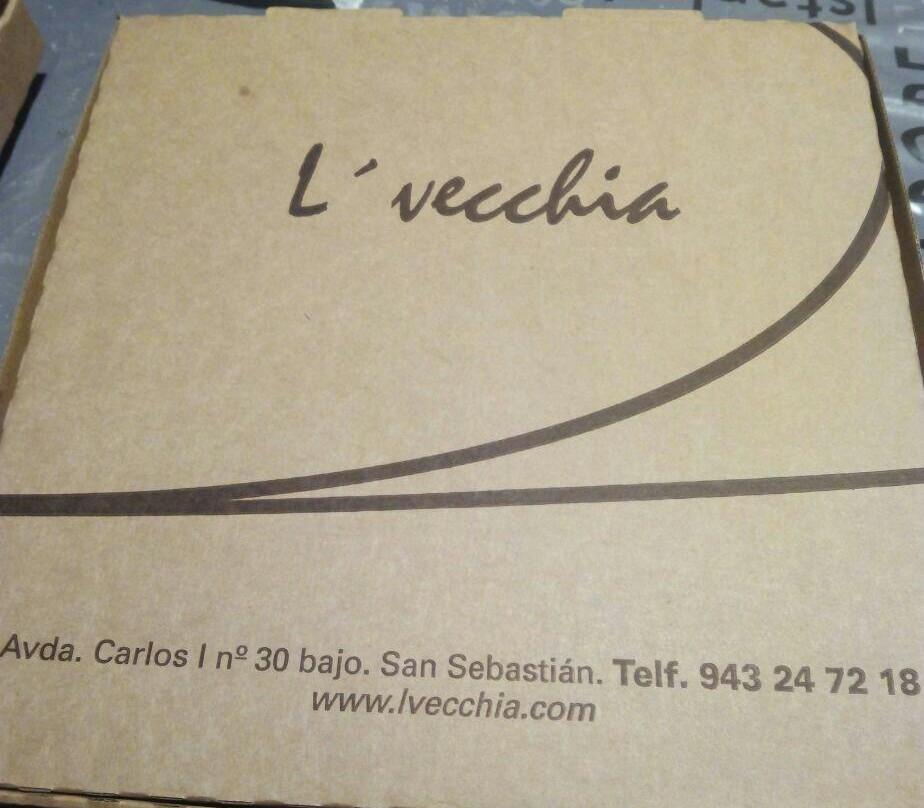 L´vecchia
Avda. Carlos I nº 30 bajo. San Sebastián. Telf. 943 24 72 18
www.lvecchia.com